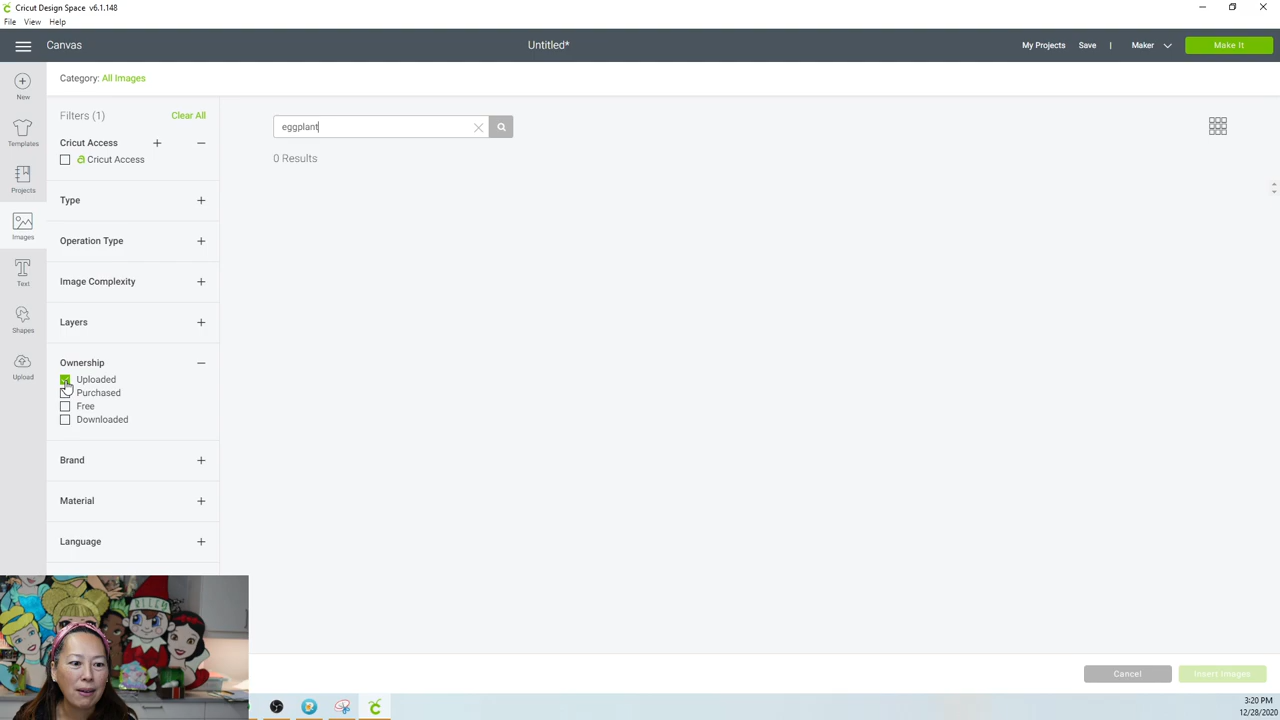 Cricut Design Space v6.1.148
File View Help
Canvas
Untitled*
My Projects Save | Maker Make It
New
Templates
Projects
Images
Text
Shapes
Upload
Category: All Images
Filters (1) Clear All
Cricut Access
Cricut Access
Type
Operation Type
Image Complexity
Layers
Ownership
Uploaded
Purchased
Free
Downloaded
Brand
Material
Language
eggplant
0 Results
Cancel Insert Images
3:20 PM
12/28/2020